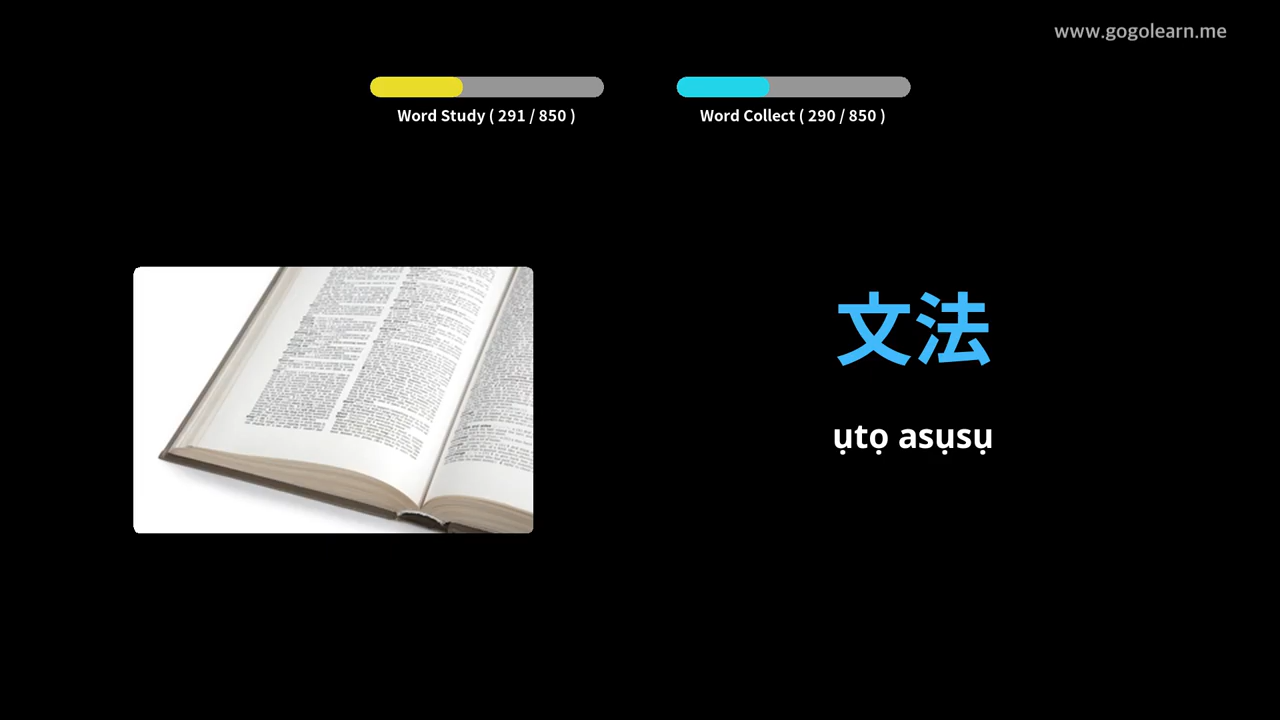 www.gogolearn.me
Word Study ( 291 / 850 )
Word Collect ( 290 / 850 )
文法
ụtọ asụsụ